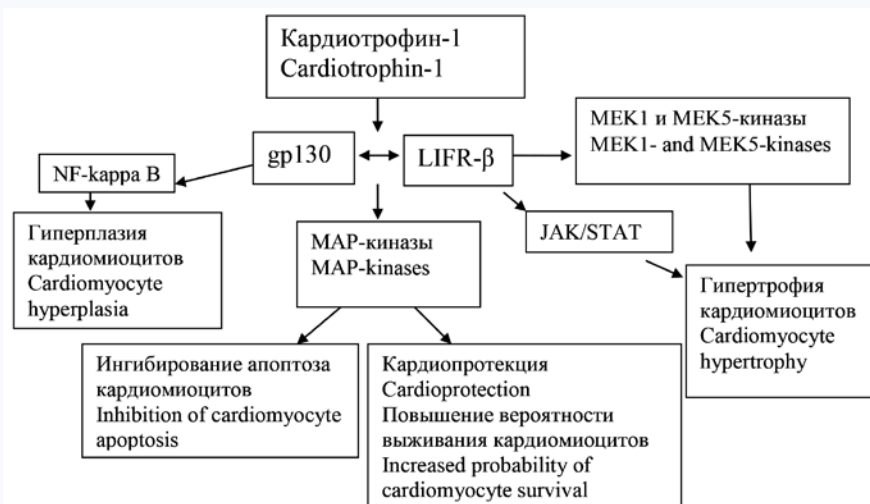 Кардиотрофин-1
Cardiotrophin-1
gp130
LIFR-β
MEK1 и MEK5-киназы
MEK1- and MEK5-kinases
NF-kappa B
Гиперплазия
кардиомиоцитов
Cardiomyocyte
hyperplasia
MAP-киназы
MAP-kinases
JAK/STAT
Гипертрофия
кардиомиоцитов
Cardiomyocyte
hypertrophy
Ингибирование апоптоза
кардиомиоцитов
Inhibition of cardiomyocyte
apoptosis
Кардиопротекция
Cardioprotection
Повышение вероятности
выживания кардиомиоцитов
Increased probability of
cardiomyocyte survival